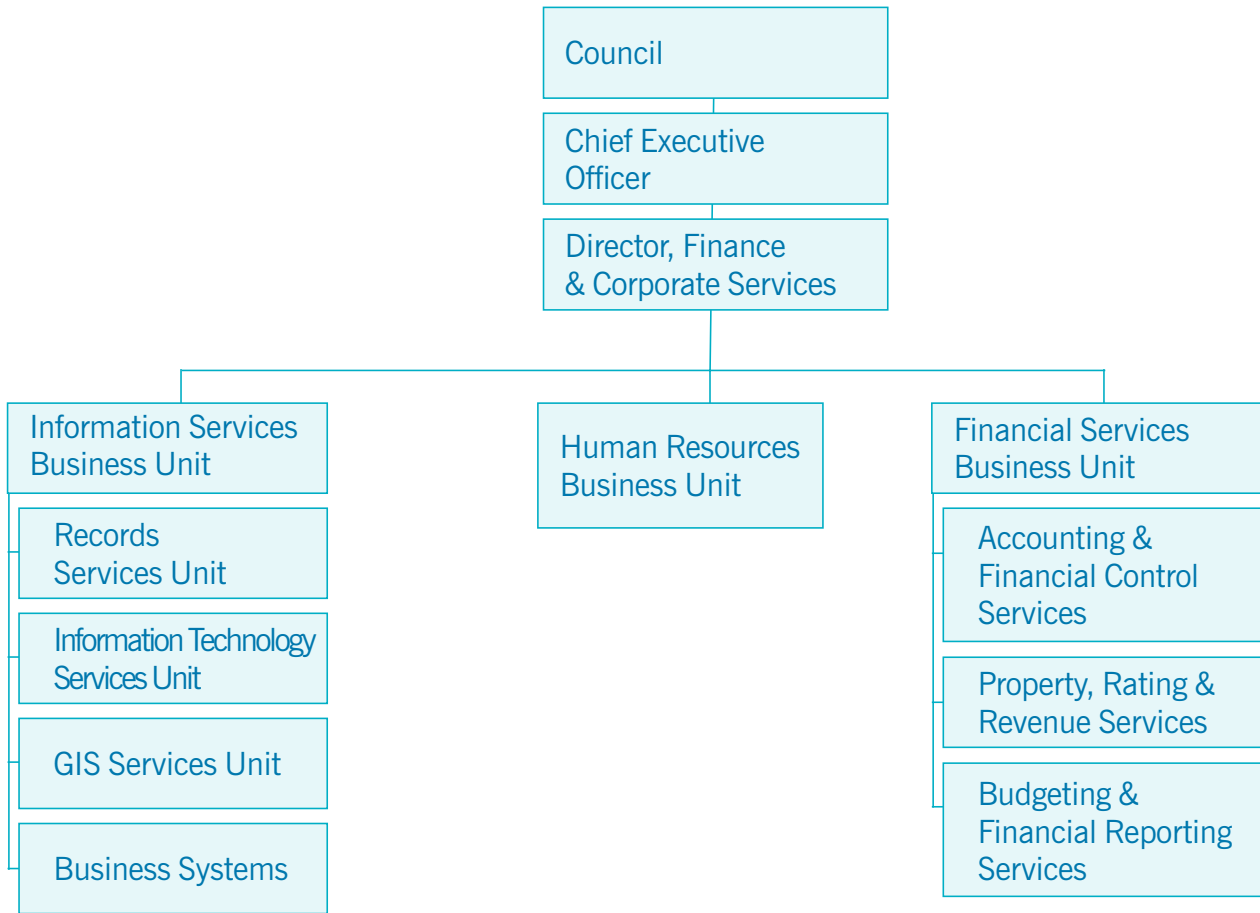 Council
Chief Executive
Officer
Director, Finance
& Corporate Services
Information Services
Business Unit
Records
Services Unit
Information Technology
Services Unit
GIS Services Unit
Business Systems
Human Resources
Business Unit
Financial Services
Business Unit
Accounting &
Financial Control
Services
Property, Rating &
Revenue Services
Budgeting &
Financial Reporting
Services